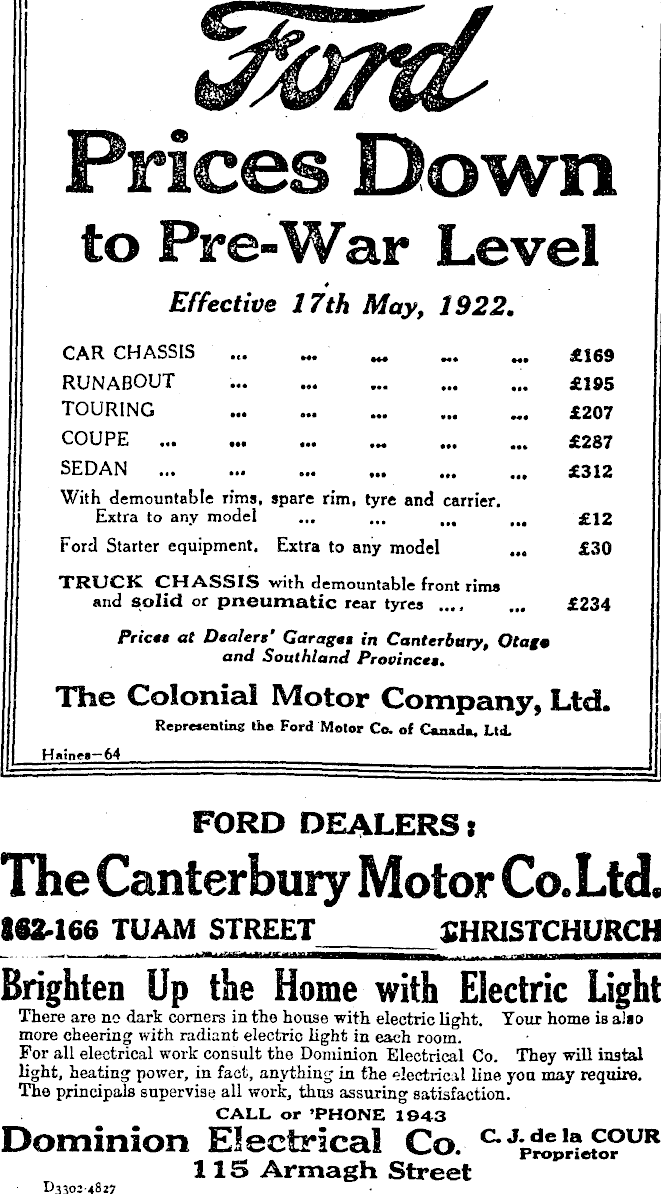 Ford
Prices Down
to Pre-War Level
Effective 17th May, 1922.
CAR CHASSIS ... ... ... ... ... £169
RUNABOUT ... ... ... ... ... £195
TOURING ... ... ... ... ... £207
COUPE ... ... ... ... ... ... £287
SEDAN ... ... ... ... ... ... £312
With demountable rims, spare rim, tyre and carrier.
Extra to any model ... ... ... ... £12
Ford Starter equipment. Extra to any model ... £30
TRUCK CHASSIS with demountable front rims
and solid or pneumatic rear tyres .... ... £234
Prices at Dealers' Garages in Canterbury, Otago
and Southland Provinces.
The Colonial Motor Company, Ltd.
Representing the Ford Motor Co. of Canada, Ltd.
Haines—64
FORD DEALERS:
The Canterbury Motor Co. Ltd.
162-166 TUAM STREET CHRISTCHURCH
Brighten Up the Home with Electric Light
There are no dark corners in the house with electric light. Your home is also
more cheering with radiant electric light in each room.
For all electrical work consult the Dominion Electrical Co. They will instal
light, heating power, in fact, anything in the electrical line you may require.
The principals supervise all work, thus assuring satisfaction.
CALL or 'PHONE 1943
Dominion Electrical Co. C. J. de la COUR
Proprietor
115 Armagh Street
D3302-4827